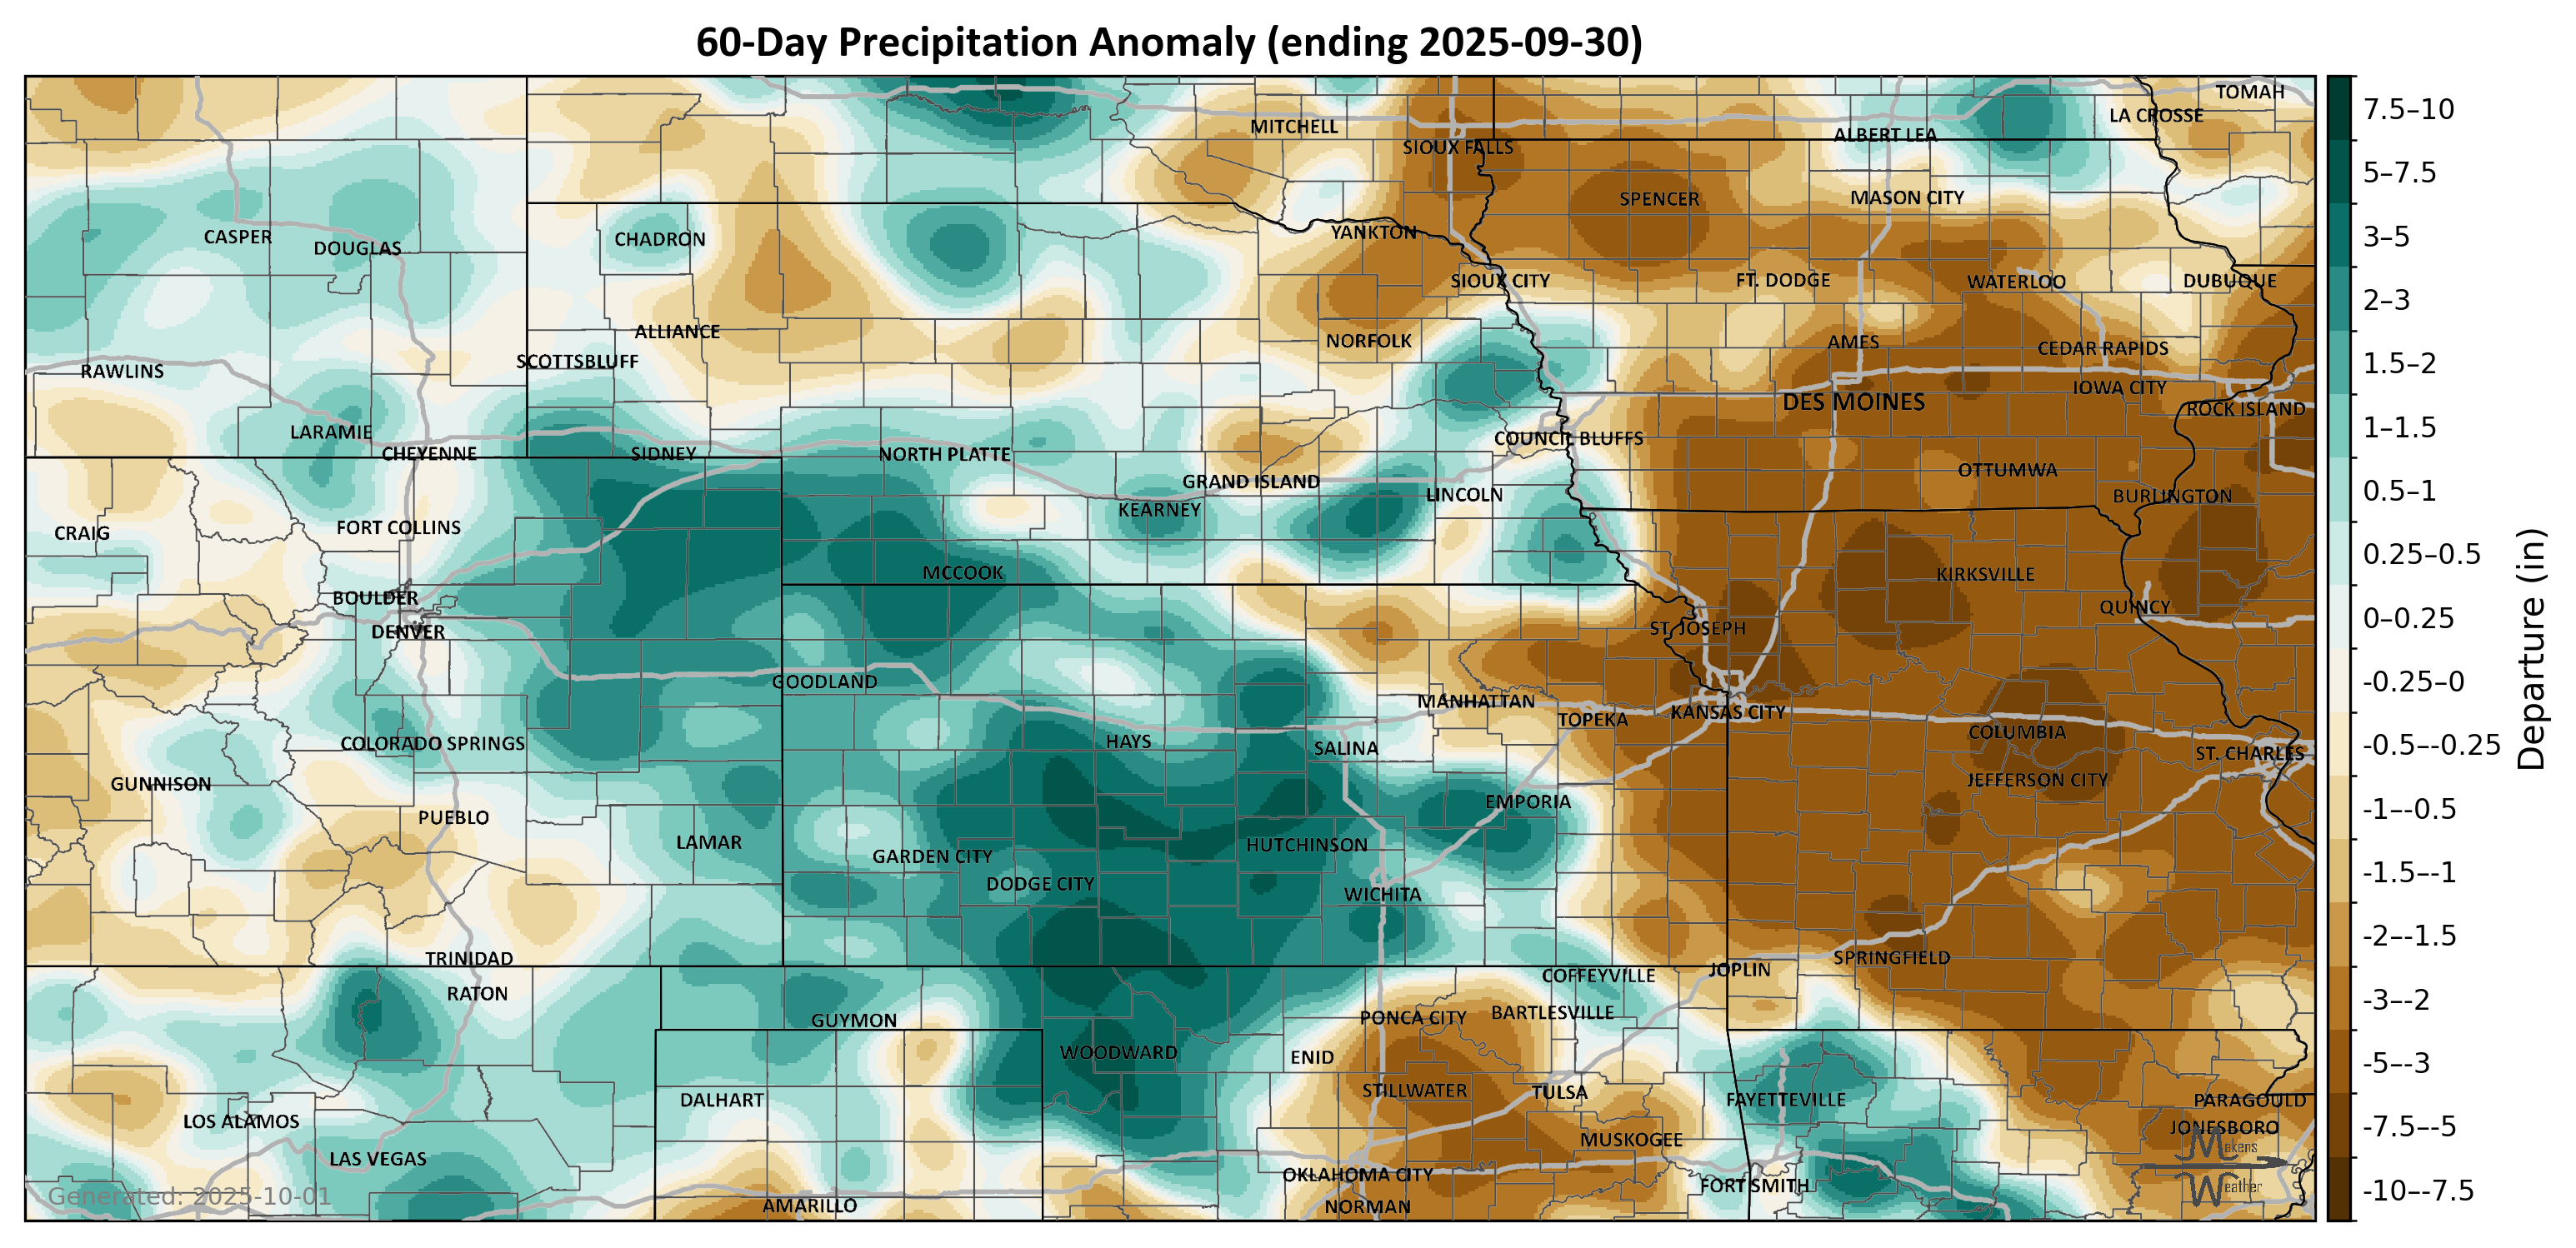 60-Day Precipitation Anomaly (ending 2025-09-30)
TOMAH
LA CROSSE
MITCHELL
ALBERT LEA
SIOUX FALLS
SPENCER
MASON CITY
YANKTON
CASPER
DOUGLAS
CHADRON
SIOUX CITY
FT. DODGE
WATERLOO
DUBUQUE
ALLIANCE
NORFOLK
AMES
CEDAR RAPIDS
SCOTTSBLUFF
RAWLINS
IOWA CITY
DES MOINES
ROCK ISLAND
LARAMIE
CHEYENNE
SIDNEY
NORTH PLATTE
COUNCIL BLUFFS
OTTUMWA
GRAND ISLAND
LINCOLN
BURLINGTON
KEARNEY
CRAIG
FORT COLLINS
MCCOOK
KIRKSVILLE
BOULDER
QUINCY
DENVER
ST. JOSEPH
GOODLAND
MANHATTAN
TOPEKA
KANSAS CITY
COLORADO SPRINGS
HAYS
SALINA
COLUMBIA
ST. CHARLES
GUNNISON
JEFFERSON CITY
PUEBLO
EMPORIA
LAMAR
GARDEN CITY
HUTCHINSON
DODGE CITY
WICHITA
TRINIDAD
SPRINGFIELD
COFFEYVILLE
JOPLIN
RATON
GUYMON
PONCA CITY
BARTLESVILLE
WOODWARD
ENID
STILLWATER
TULSA
DALHART
FAYETTEVILLE
PARAGOULD
LOS ALAMOS
JONESBORO
MUSKOGEE
LAS VEGAS
OKLAHOMA CITY
FORT SMITH
AMARILLO
NORMAN
Makens
Weather
Generated: 2025-10-01
7.5–10
5–7.5
3–5
2–3
1.5–2
1–1.5
0.5–1
0.25–0.5
0–0.25
-0.25–0
-0.5–-0.25
-1–-0.5
-1.5–-1
-2–-1.5
-3–-2
-5–-3
-7.5–-5
-10–-7.5
Departure (in)